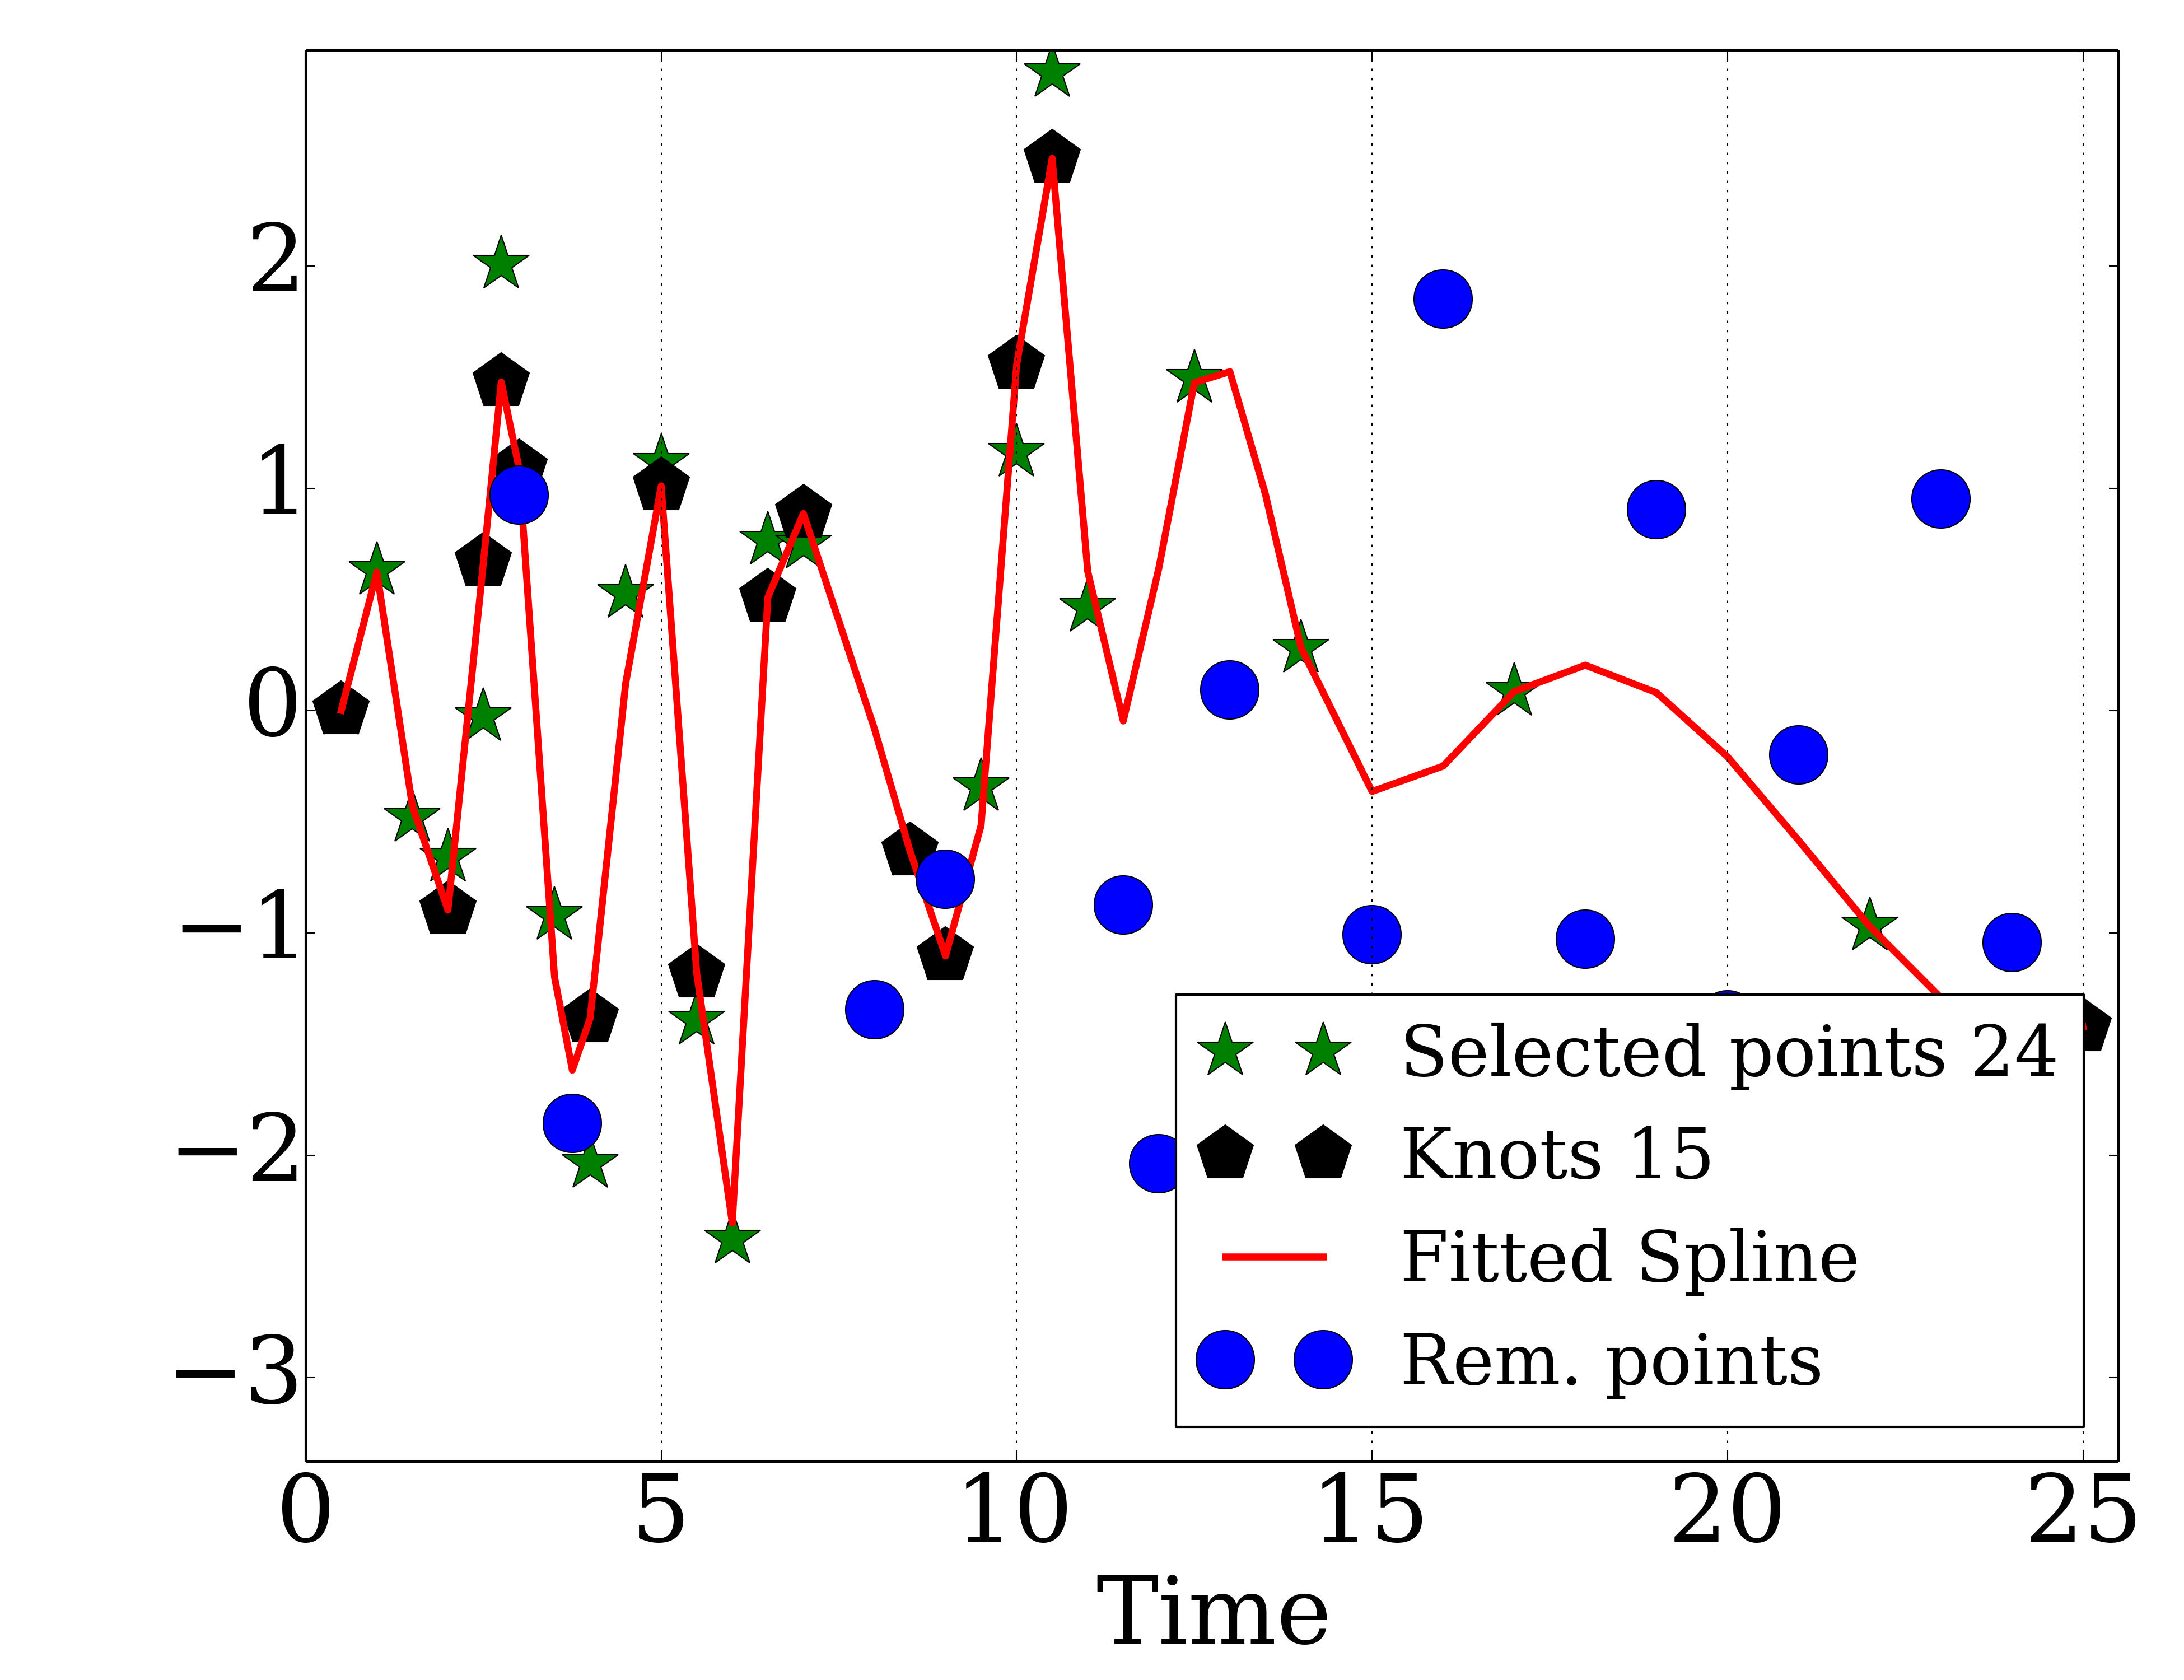 2
1
0
−1
−2
−3
0 5 10 15 20 25
Time
Selected points 24
Knots 15
Fitted Spline
Rem. points